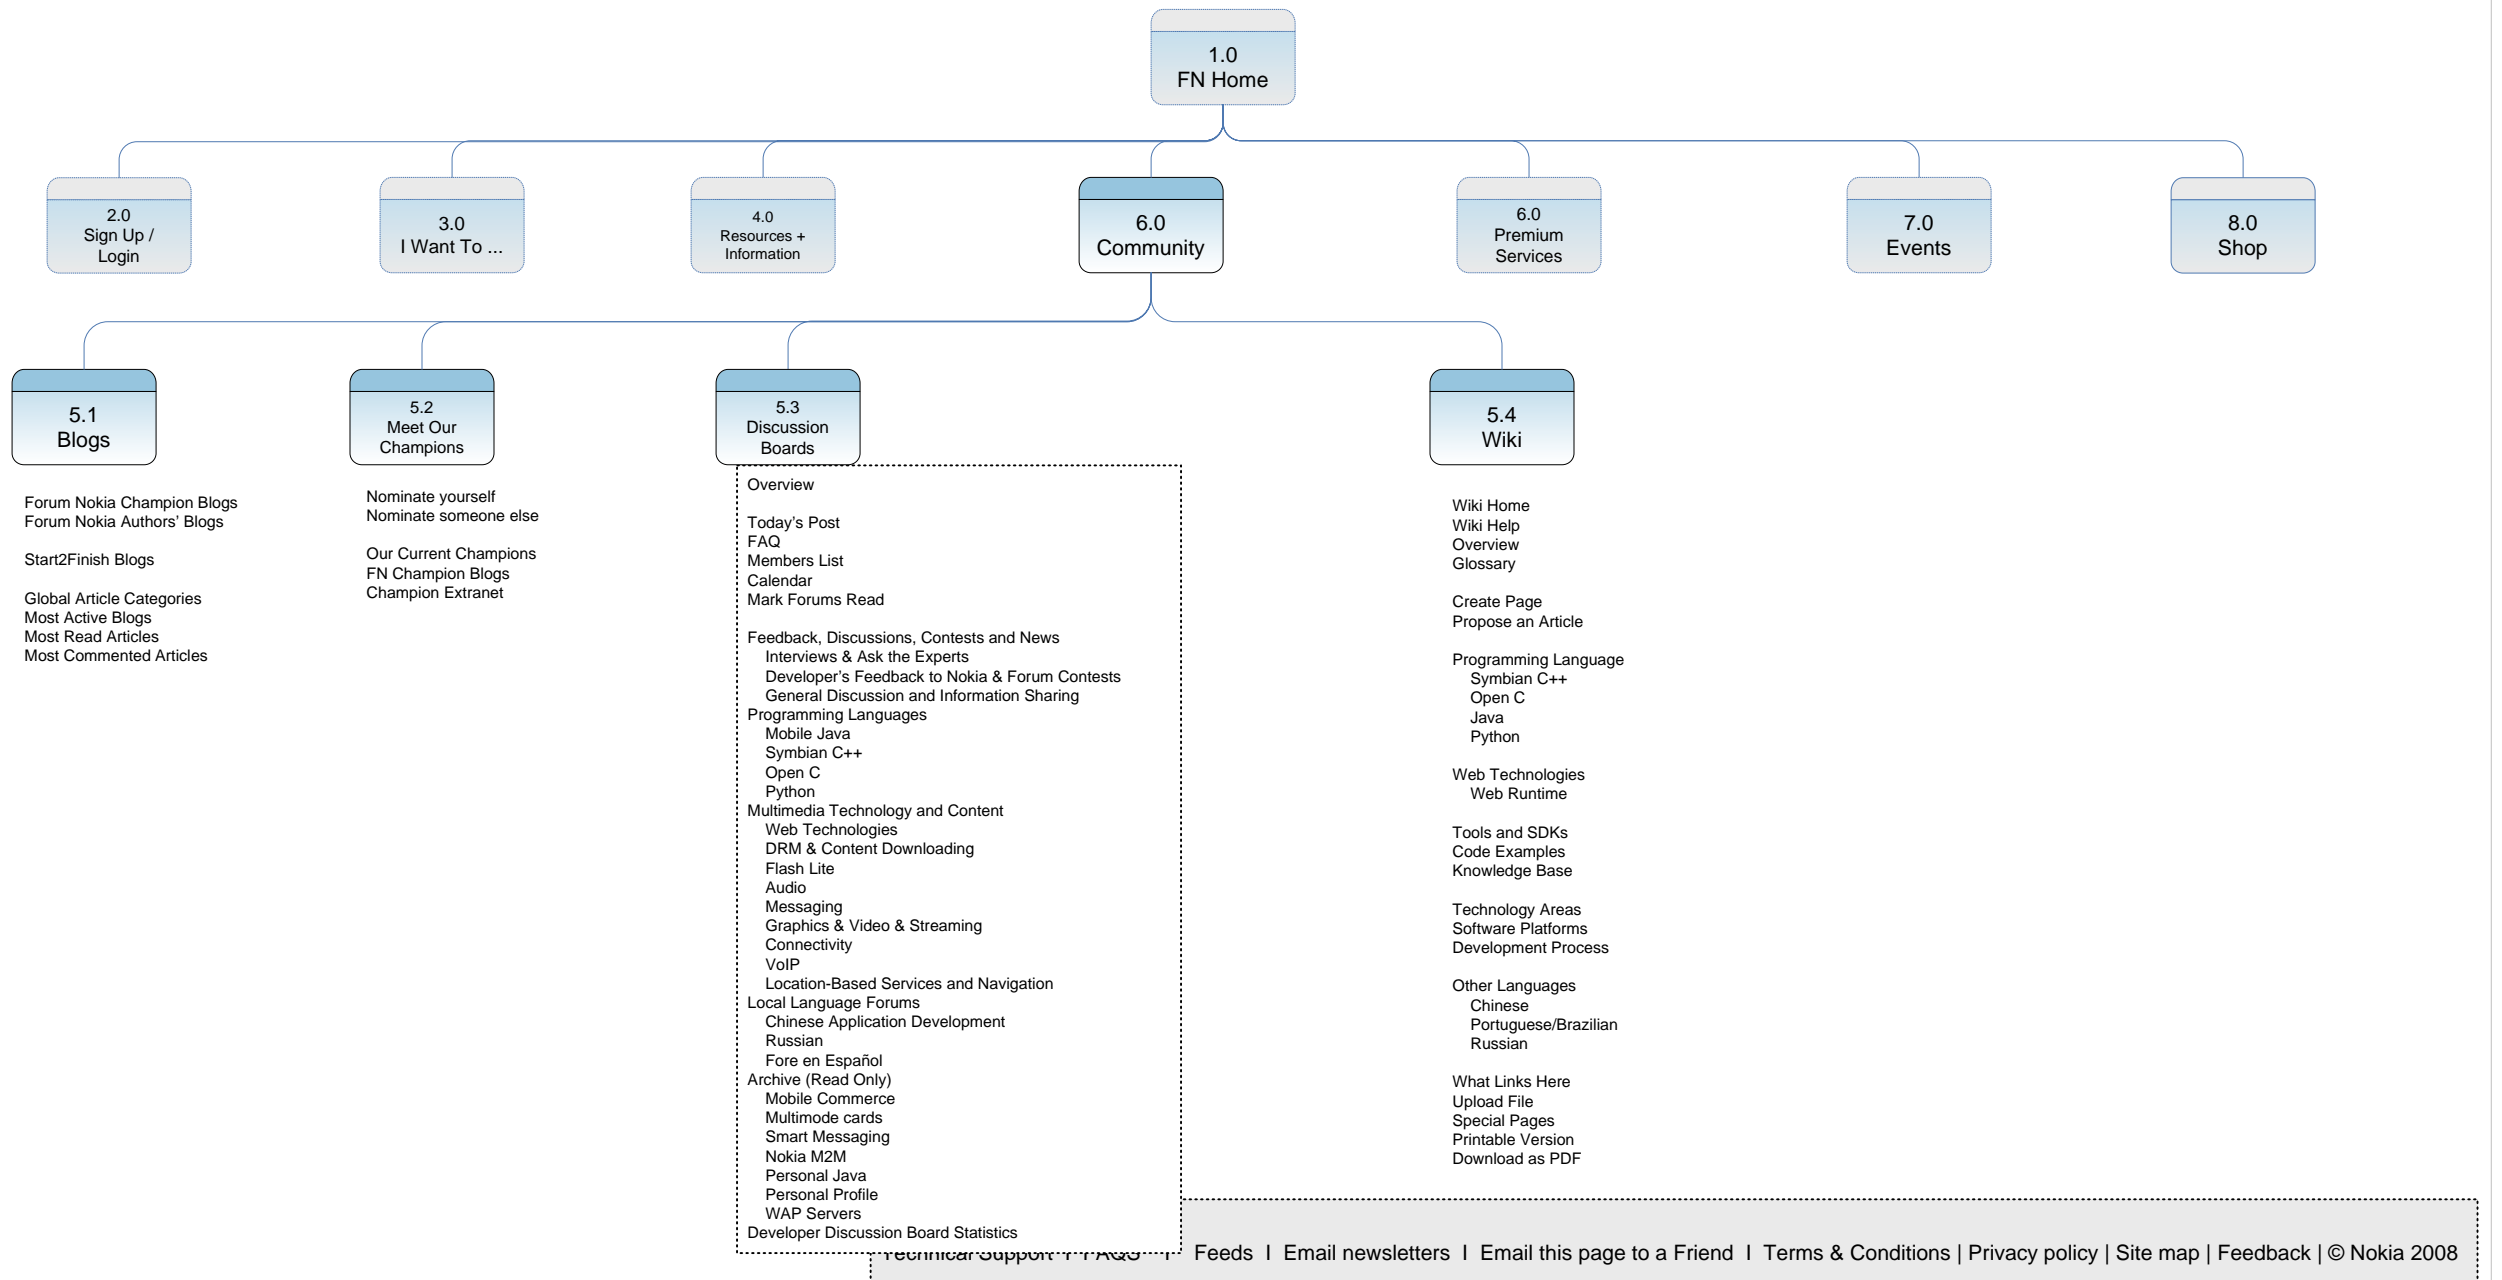 1.0
FN Home
2.0
Sign Up /
Login
3.0
I Want To ...
4.0
Resources +
Information
6.0
Community
6.0
Premium
Services
7.0
Events
8.0
Shop
5.1
Blogs
5.2
Meet Our
Champions
5.3
Discussion
Boards
5.4
Wiki
Forum Nokia Champion Blogs
Forum Nokia Authors’ Blogs
Start2Finish Blogs
Global Article Categories
Most Active Blogs
Most Read Articles
Most Commented Articles
Nominate yourself
Nominate someone else
Our Current Champions
FN Champion Blogs
Champion Extranet
Overview
Today’s Post
FAQ
Members List
Calendar
Mark Forums Read
Feedback, Discussions, Contests and News
Interviews & Ask the Experts
Developer’s Feedback to Nokia & Forum Contests
General Discussion and Information Sharing
Programming Languages
Mobile Java
Symbian C++
Open C
Python
Multimedia Technology and Content
Web Technologies
DRM & Content Downloading
Flash Lite
Audio
Messaging
Graphics & Video & Streaming
Connectivity
VoIP
Location-Based Services and Navigation
Local Language Forums
Chinese Application Development
Russian
Fore en Español
Archive (Read Only)
Mobile Commerce
Multimode cards
Smart Messaging
Nokia M2M
Personal Java
Personal Profile
WAP Servers
Developer Discussion Board Statistics
Wiki Home
Wiki Help
Overview
Glossary
Create Page
Propose an Article
Programming Language
Symbian C++
Open C
Java
Python
Web Technologies
Web Runtime
Tools and SDKs
Code Examples
Knowledge Base
Technology Areas
Software Platforms
Development Process
Other Languages
Chinese
Portuguese/Brazilian
Russian
What Links Here
Upload File
Special Pages
Printable Version
Download as PDF
Technical Support I FAQS I Feeds I Email newsletters I Email this page to a Friend I Terms & Conditions | Privacy policy | Site map | Feedback | © Nokia 2008